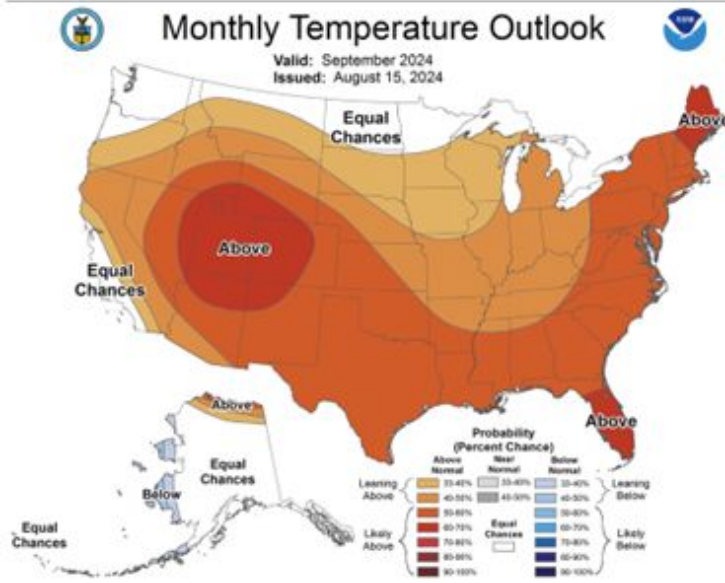 Monthly Temperature Outlook
Valid: September 2024
Issued: August 15, 2024
Equal
Chances
Above
Above
Equal
Chances
Above
Above
Equal
Chances
Below
Equal
Chances
Probability
(Percent Chance)
Above Normal
Near Normal
Below Normal
Leaning Above
33-40% 33-40% 33-40%
Leaning Below
40-50% 40-50% 40-50%
50-60% 50-60%
Likely Above
60-70% 60-70%
Equal Chances
70-80% 70-80%
Likely Below
80-90% 80-90%
90-100% 90-100%